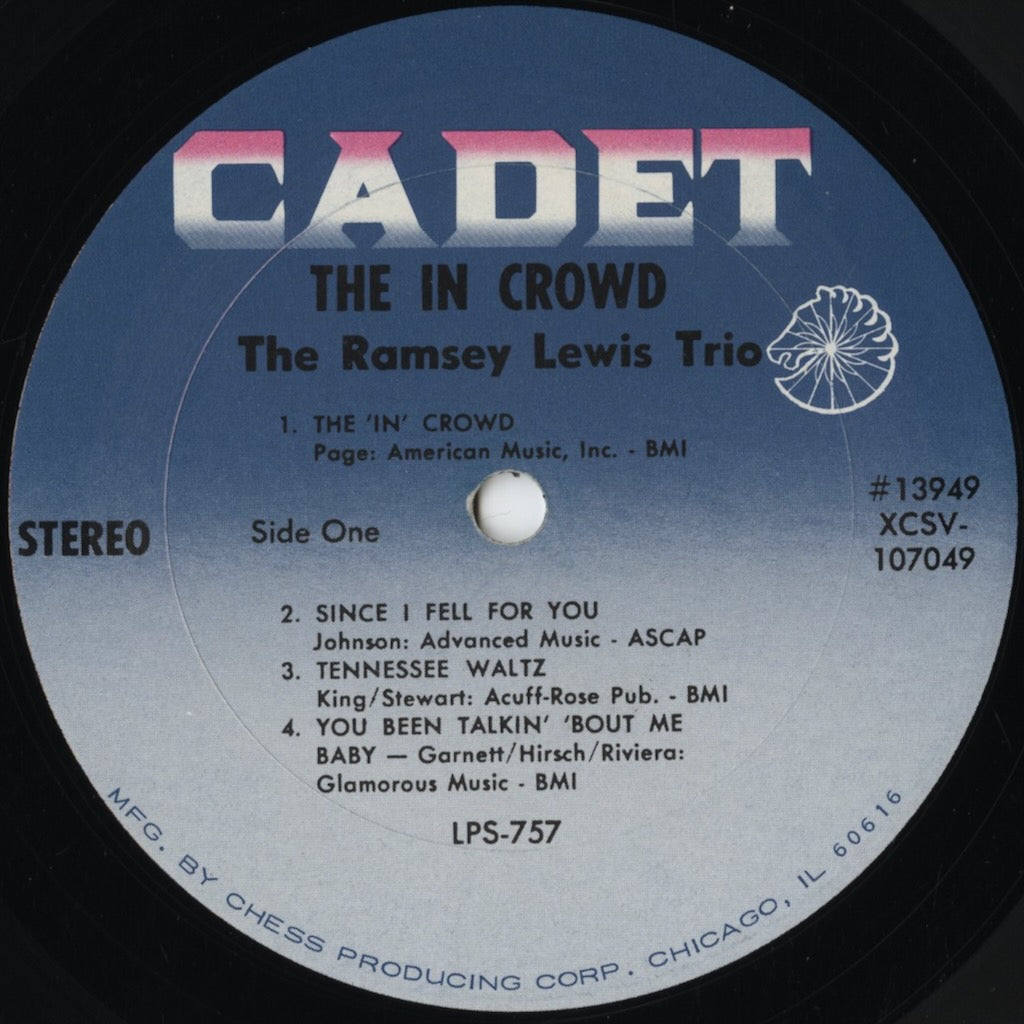 CADET
THE IN CROWD
The Ramsey Lewis Trio
1. THE 'IN' CROWD
Page: American Music, Inc. - BMI
#13949
XCSV-
107049
STEREO
Side One
2. SINCE I FELL FOR YOU
Johnson: Advanced Music - ASCAP
3. TENNESSEE WALTZ
King/Stewart: Acuff-Rose Pub. - BMI
4. YOU BEEN TALKIN' 'BOUT ME
BABY — Garnett/Hirsch/Riviera:
Glamorous Music - BMI
LPS-757
MFG. BY CHESS PRODUCING CORP. CHICAGO, IL 60616